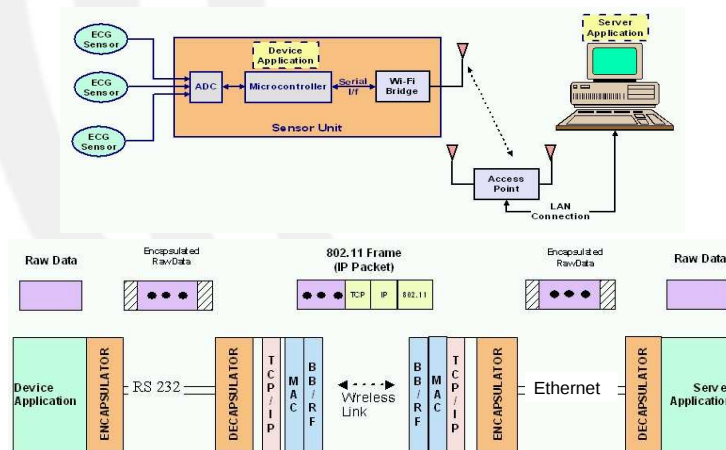 ECG
Sensor
ECG
Sensor
ECG
Sensor
ADC
Device
Application
Microcontroller
Serial
I/f
Wi-Fi
Bridge
Sensor Unit
Server
Application
Access
Point
LAN
Connection
Raw Data
Encapsulated
RawData
802.11 Frame
(IP Packet)
Encapsulated
RawData
Raw Data
TCP
IP
802.11
Device
Application
ENCAPSULATOR
RS 232
DECAPSULATOR
TCP/IP
MAC
BB/RF
Wireless
Link
BB/RF
MAC
TCP/IP
ENCAPSULATOR
Ethernet
DECAPSULATOR
Serve
Application